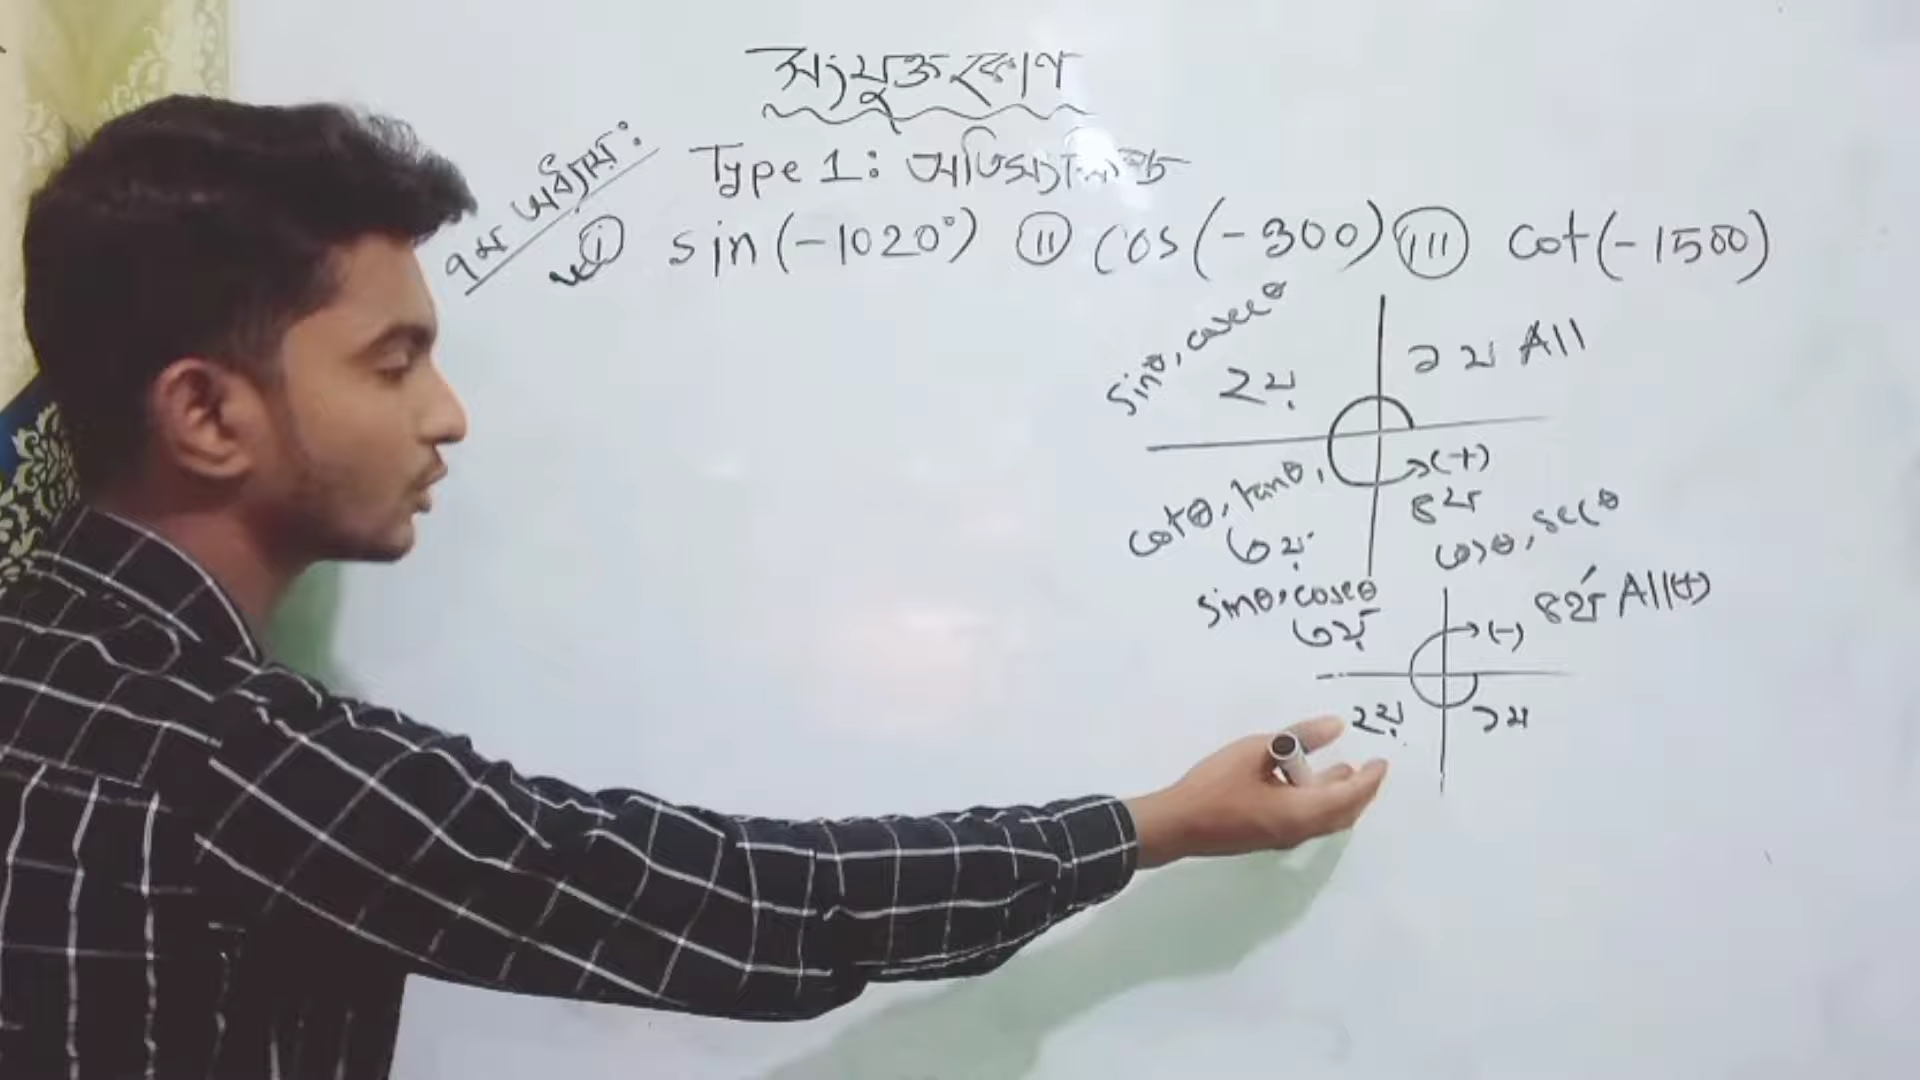 সংযুক্ত কোণ
৭ম অধ্যায়:
Type 1: অতিসংক্ষিপ্ত
(i) sin(-1020°) (ii) cos(-300) (iii) cot(-1500)
sinθ, cosecθ
২য়
১ম All
→(+)
cotθ, tanθ,
৩য়
৪র্থ
cosθ, secθ
sinθ, cosecθ
৩য়
→(-)
৪র্থ All(+)
২য়
১ম